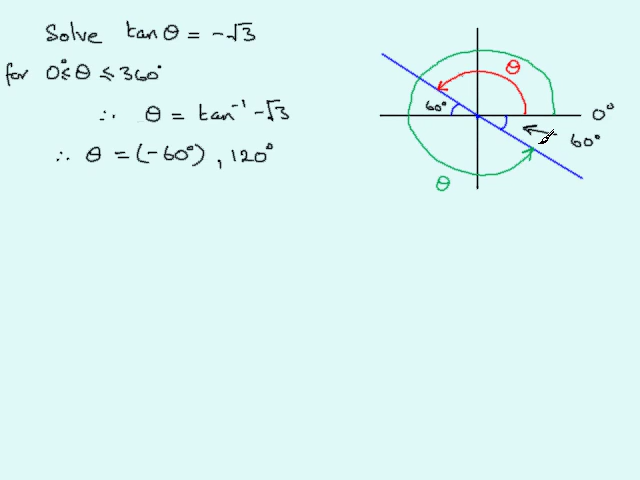 Solve tan θ = -√3
for 0° ≤ θ ≤ 360°
∴ θ = tan⁻¹ -√3
∴ θ = (-60°), 120°
θ
60°
0°
60°
θ